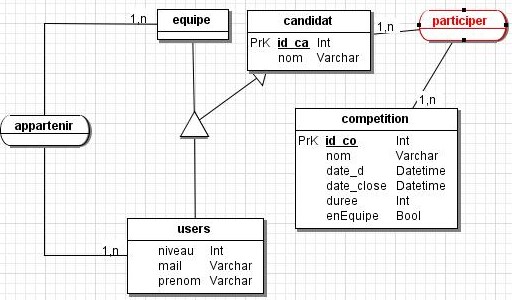 1,n
equipe
candidat
PrK id_ca Int
nom Varchar
1,n
participer
1,n
appartenir
competition
PrK id_co Int
nom Varchar
date_d Datetime
date_close Datetime
duree Int
enEquipe Bool
users
niveau Int
mail Varchar
prenom Varchar
1,n